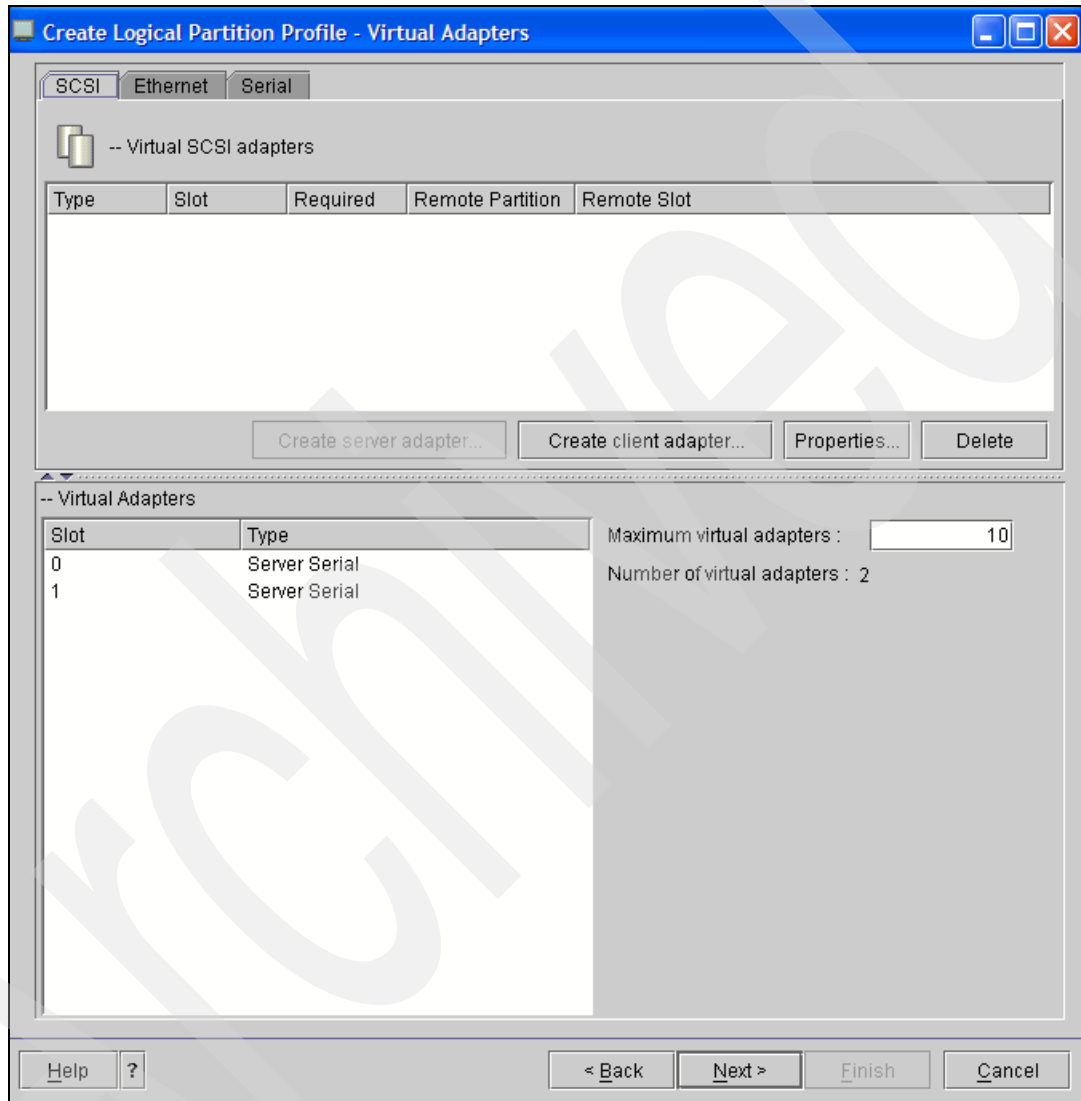 Create Logical Partition Profile - Virtual Adapters
SCSI Ethernet Serial
-- Virtual SCSI adapters
Type Slot Required Remote Partition Remote Slot
Create server adapter... Create client adapter... Properties... Delete
-- Virtual Adapters
Slot Type
0 Server Serial
1 Server Serial
Maximum virtual adapters : 10
Number of virtual adapters : 2
Help ? < Back Next > Finish Cancel
Archived